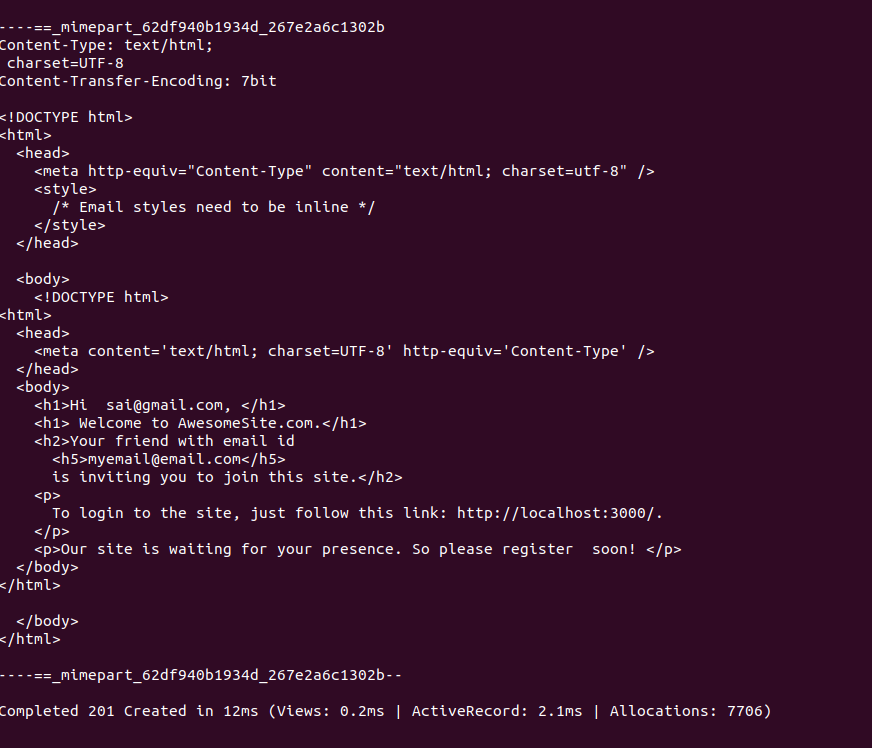 ----==_mimepart_62df940b1934d_267e2a6c1302b
Content-Type: text/html;
 charset=UTF-8
Content-Transfer-Encoding: 7bit

<!DOCTYPE html>
<html>
  <head>
    <meta http-equiv="Content-Type" content="text/html; charset=utf-8" />
    <style>
      /* Email styles need to be inline */
    </style>
  </head>

  <body>
    <!DOCTYPE html>
<html>
  <head>
    <meta content='text/html; charset=UTF-8' http-equiv='Content-Type' />
  </head>
  <body>
    <h1>Hi  sai@gmail.com, </h1>
    <h1> Welcome to AwesomeSite.com.</h1>
    <h2>Your friend with email id
      <h5>myemail@email.com</h5>
      is inviting you to join this site.</h2>
    <p>
      To login to the site, just follow this link: http://localhost:3000/.
    </p>
    <p>Our site is waiting for your presence. So please register  soon! </p>
  </body>
</html>

  </body>
</html>

----==_mimepart_62df940b1934d_267e2a6c1302b--

Completed 201 Created in 12ms (Views: 0.2ms | ActiveRecord: 2.1ms | Allocations: 7706)